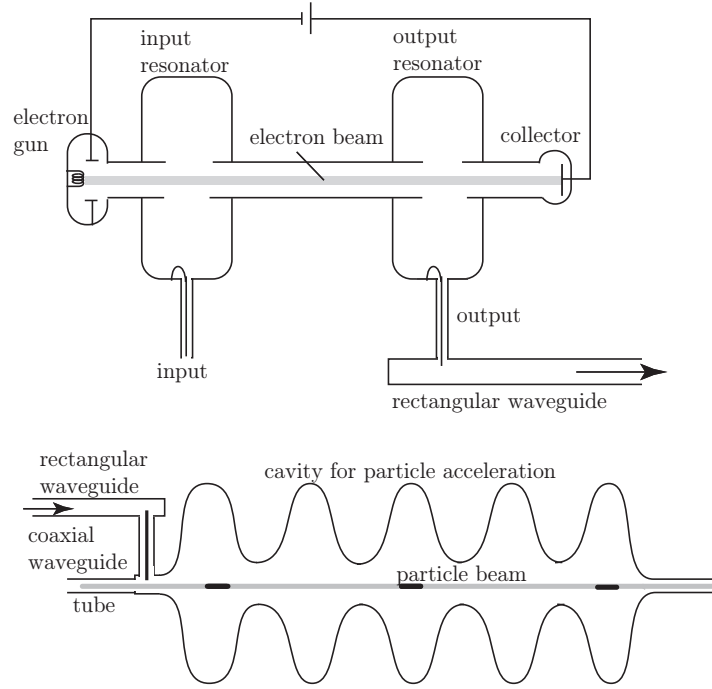 input
resonator
output
resonator
electron
gun
electron beam
collector
output
input
rectangular waveguide
rectangular
waveguide
cavity for particle acceleration
coaxial
waveguide
particle beam
tube